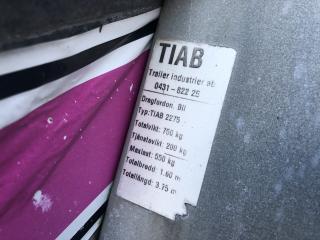 TIAB
Trailer industrier ab
0431-822 25
Dragfordon. Bil
Typ: TIAB 2275
Totalvikt: 750 kg
Tjänstevikt: 200 kg
Maxlast: 550 kg
Totalbredd: 1.60 m
Totallängd: 3.75 m